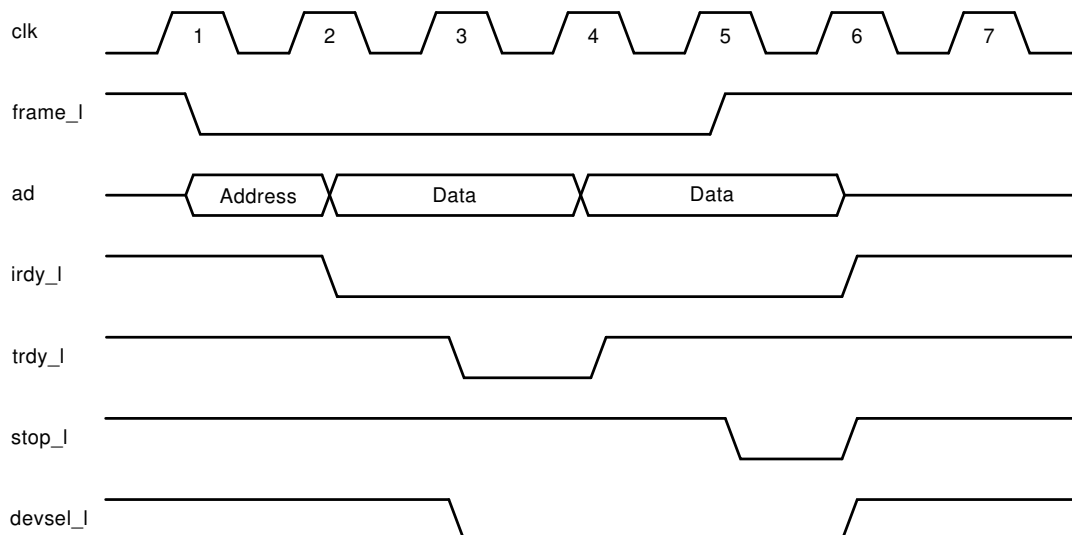 clk 1 2 3 4 5 6 7
frame_l
ad Address Data Data
irdy_l
trdy_l
stop_l
devsel_l